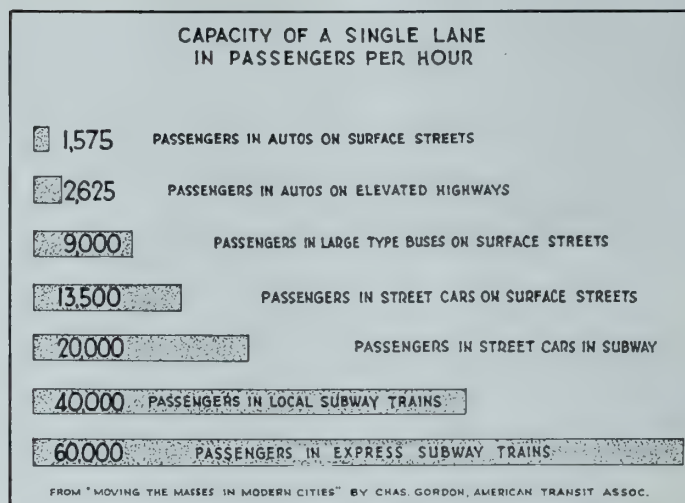 CAPACITY OF A SINGLE LANE
IN PASSENGERS PER HOUR
1,575 PASSENGERS IN AUTOS ON SURFACE STREETS
2,625 PASSENGERS IN AUTOS ON ELEVATED HIGHWAYS
9,000 PASSENGERS IN LARGE TYPE BUSES ON SURFACE STREETS
13,500 PASSENGERS IN STREET CARS ON SURFACE STREETS
20,000 PASSENGERS IN STREET CARS IN SUBWAY
40,000 PASSENGERS IN LOCAL SUBWAY TRAINS
60,000 PASSENGERS IN EXPRESS SUBWAY TRAINS
FROM "MOVING THE MASSES IN MODERN CITIES" BY CHAS. GORDON, AMERICAN TRANSIT ASSOC.